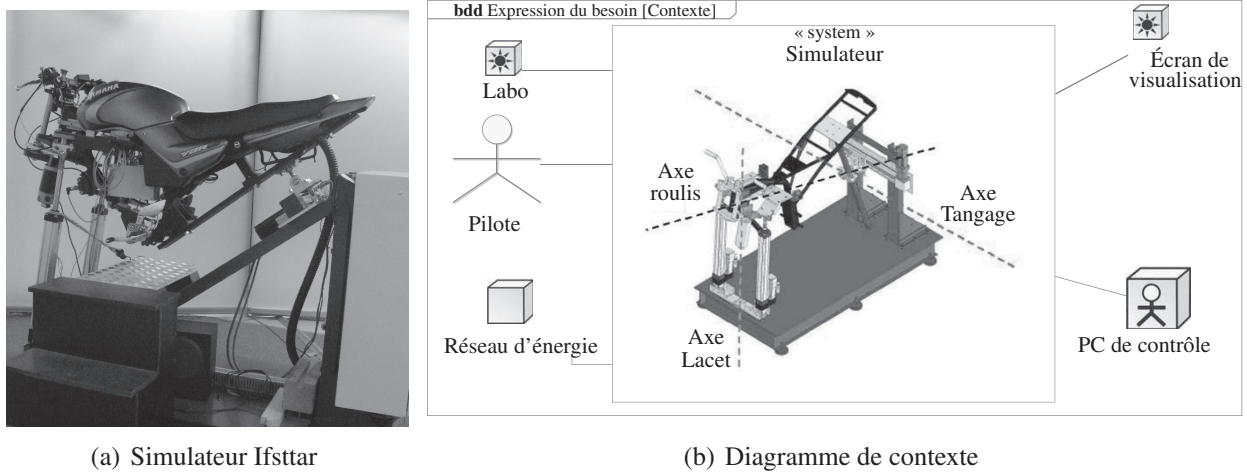 YAMAHA
bdd Expression du besoin [Contexte]
« system »
Simulateur
Labo
Pilote
Réseau d’énergie
Axe
roulis
Axe
Tangage
Axe
Lacet
Écran de
visualisation
PC de contrôle
(a) Simulateur Ifsttar
(b) Diagramme de contexte